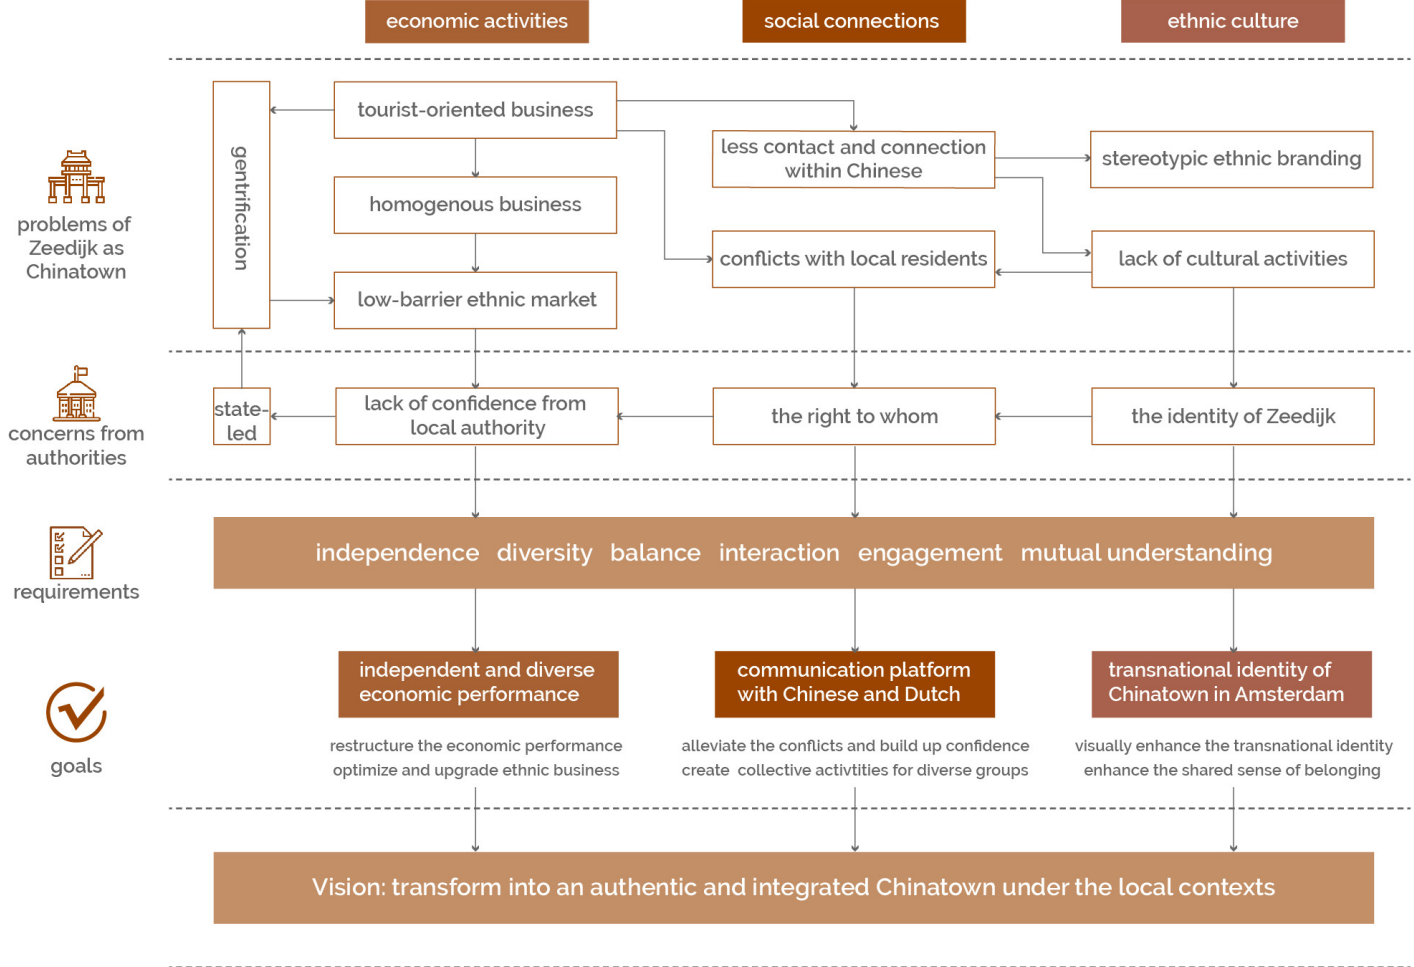 economic activities
social connections
ethnic culture
problems of
Zeedijk as
Chinatown
gentrification
tourist-oriented business
homogenous business
low-barrier ethnic market
less contact and connection
within Chinese
conflicts with local residents
stereotypic ethnic branding
lack of cultural activities
concerns from
authorities
state-
led
lack of confidence from
local authority
the right to whom
the identity of Zeedijk
requirements
independence diversity balance interaction engagement mutual understanding
goals
independent and diverse
economic performance
restructure the economic performance
optimize and upgrade ethnic business
communication platform
with Chinese and Dutch
alleviate the conflicts and build up confidence
create collective activtities for diverse groups
transnational identity of
Chinatown in Amsterdam
visually enhance the transnational identity
enhance the shared sense of belonging
Vision: transform into an authentic and integrated Chinatown under the local contexts